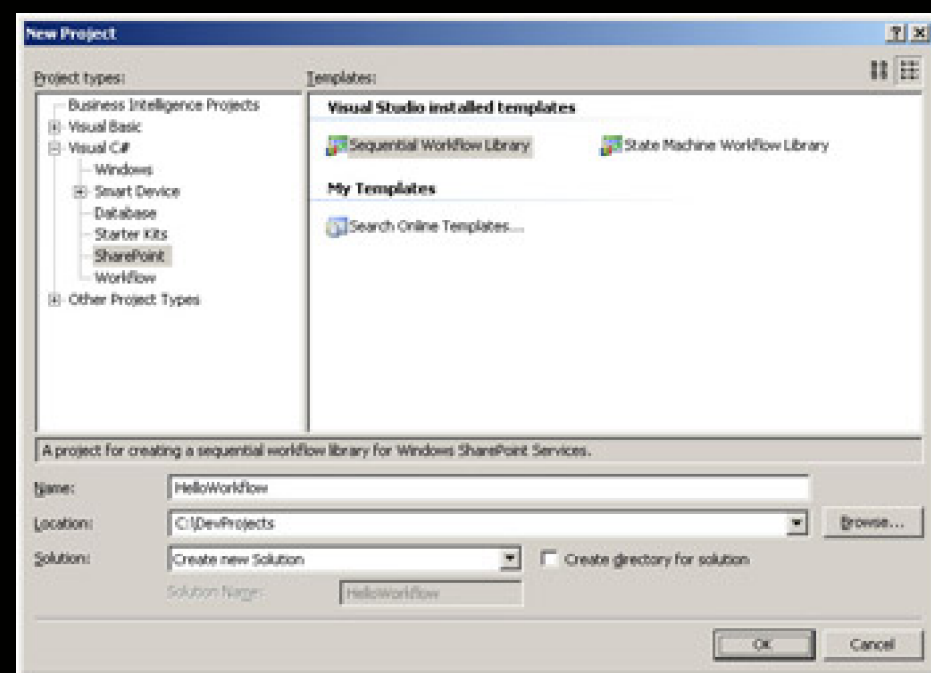 New Project
Project types:
Templates:
Business Intelligence Projects
Visual Basic
Visual C#
Windows
Smart Device
Database
Starter Kits
SharePoint
Workflow
Other Project Types
Visual Studio installed templates
Sequential Workflow Library
State Machine Workflow Library
My Templates
Search Online Templates...
A project for creating a sequential workflow library for Windows SharePoint Services.
Name:
HelloWorkflow
Location:
C:\DevProjects
Browse...
Solution:
Create new Solution
Create directory for solution
Solution Name:
HelloWorkflow
OK
Cancel